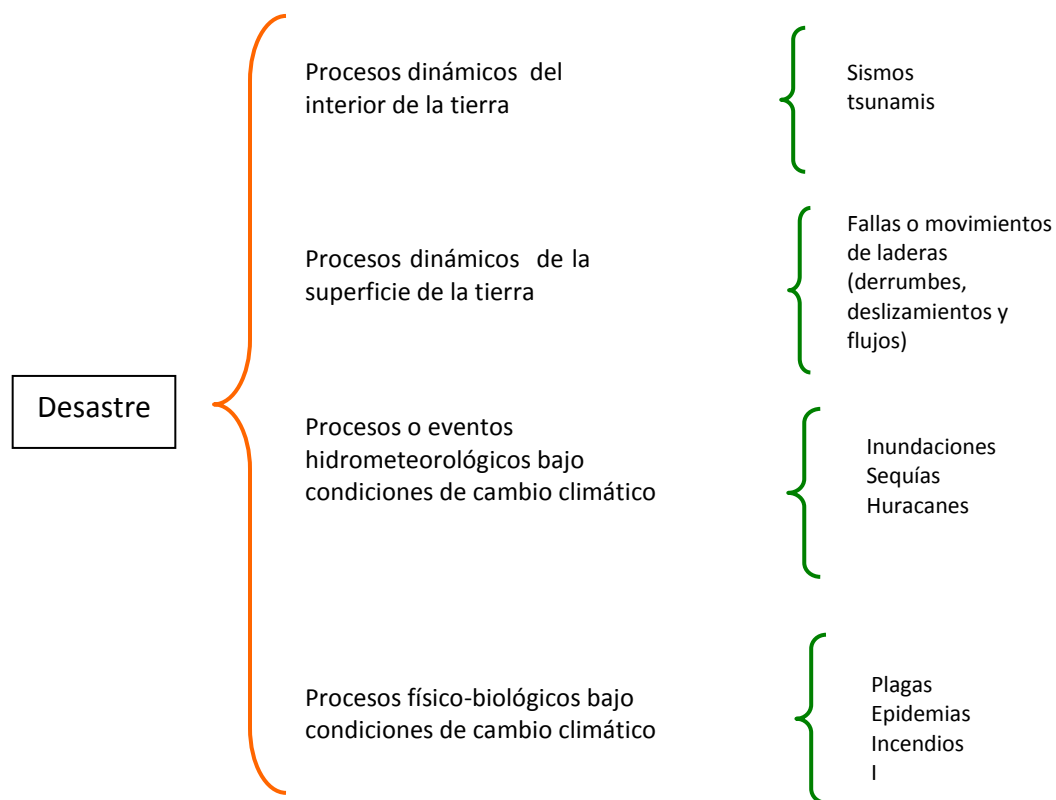 Procesos dinámicos del
interior de la tierra
Sismos
tsunamis
Procesos dinámicos de la
superficie de la tierra
Fallas o movimientos
de laderas
(derrumbes,
deslizamientos y
flujos)
Desastre
Procesos o eventos
hidrometeorológicos bajo
condiciones de cambio climático
Inundaciones
Sequías
Huracanes
Procesos físico-biológicos bajo
condiciones de cambio climático
Plagas
Epidemias
Incendios
I